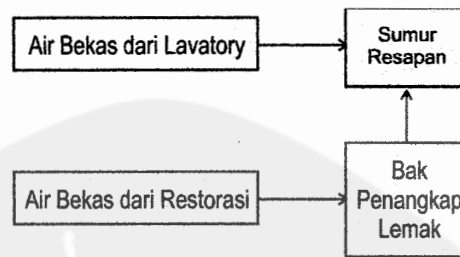 Air Bekas dari Lavatory
Sumur
Resapan
Air Bekas dari Restorasi
Bak
Penangkap
Lemak